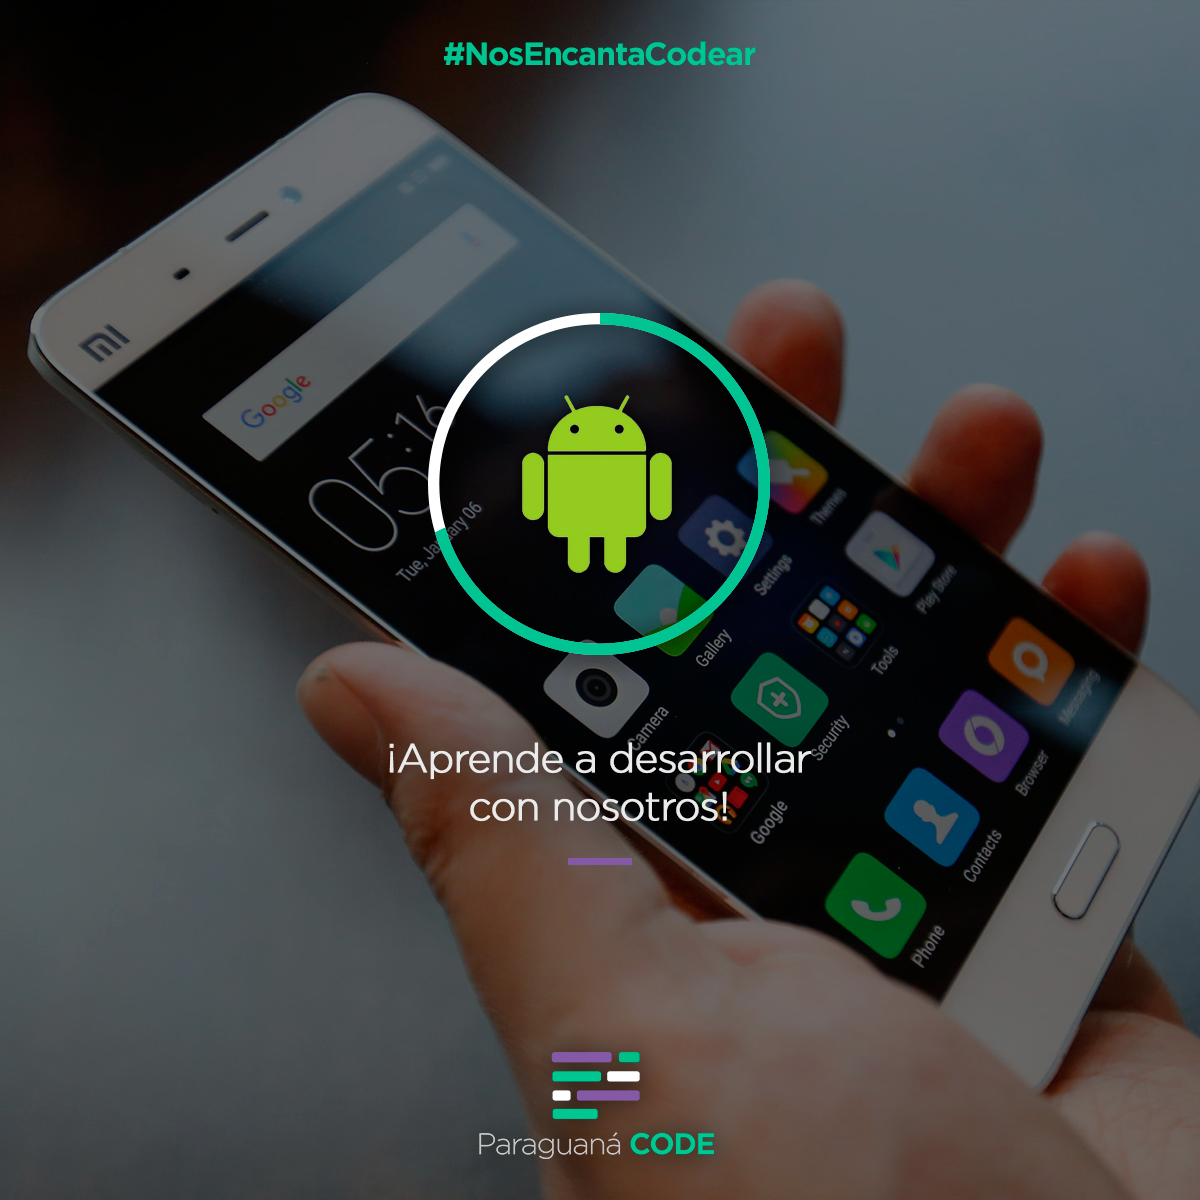 #NosEncantaCodear
MI
Google
05:16
Tue, January 06
Themes
Settings
Play Store
Gallery
Tools
Camera
Security
Messaging
Browser
Google
Contacts
Phone
¡Aprende a desarrollar
con nosotros!
Paraguaná CODE